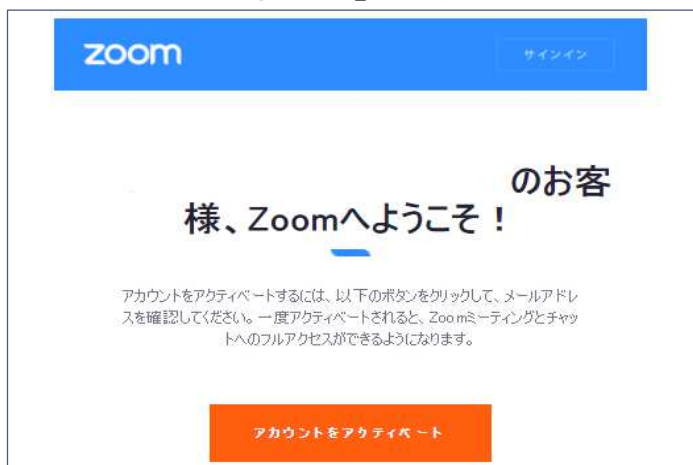 zoom
サインイン
のお客
様、Zoomへようこそ！
アカウントをアクティベートするには、以下のボタンをクリックして、メールアドレ
スを確認してください。一度アクティベートされると、Zoomミーティングとチャッ
トへのフルアクセスができるようになります。
アカウントをアクティベート